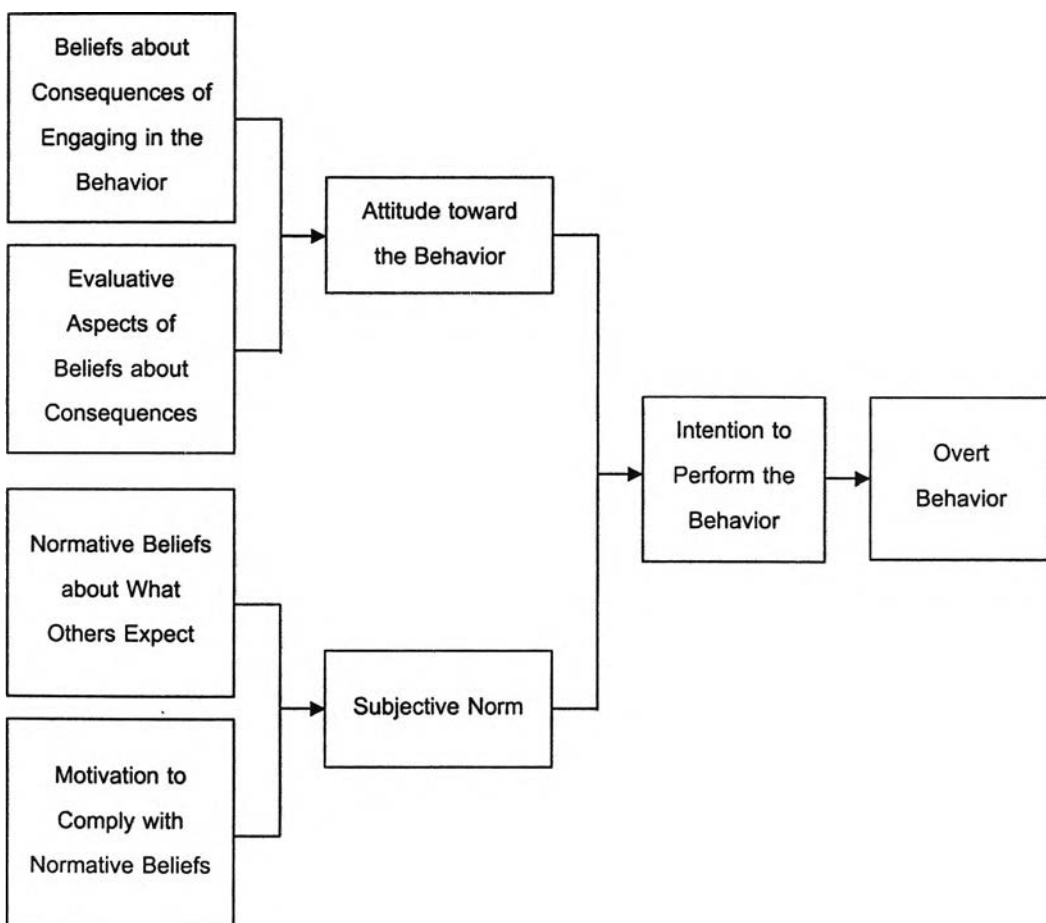 Beliefs about
Consequences of
Engaging in the
Behavior
Evaluative
Aspects of
Beliefs about
Consequences
Attitude toward
the Behavior
Normative Beliefs
about What
Others Expect
Motivation to
Comply with
Normative Beliefs
Subjective Norm
Intention to
Perform the
Behavior
Overt
Behavior